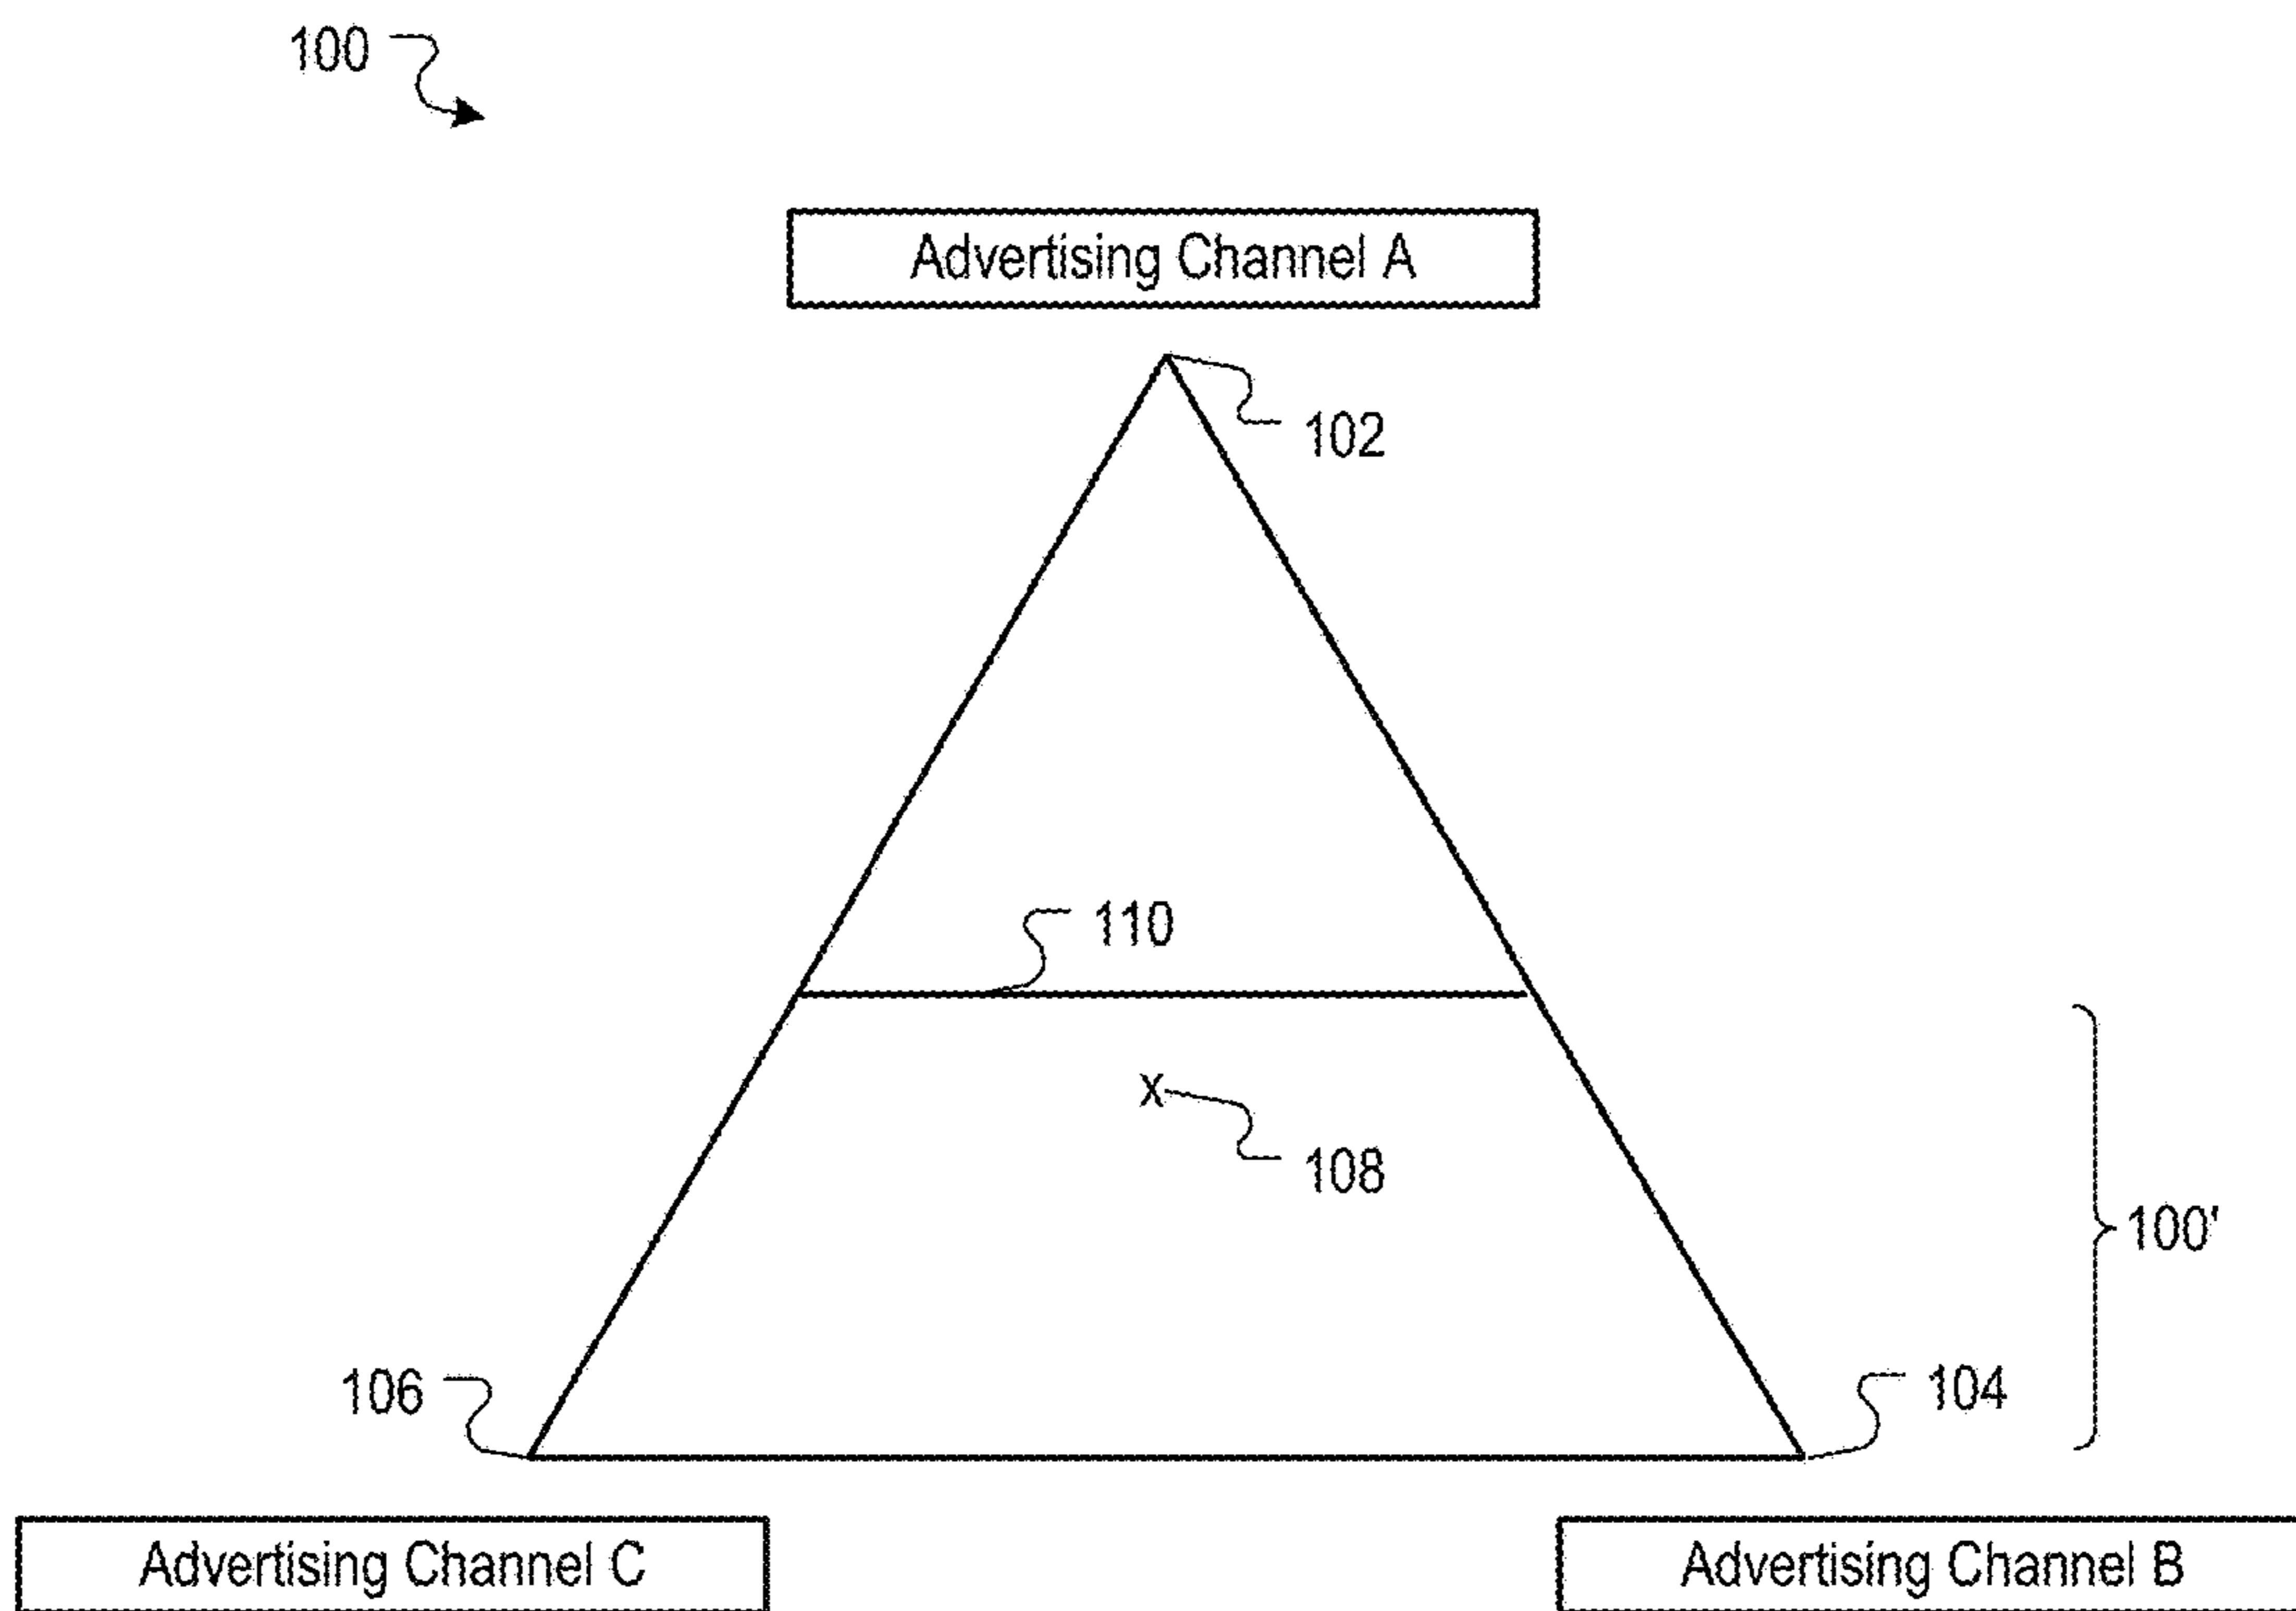 100
Advertising Channel A
102
110
X
108
100'
106
104
Advertising Channel C
Advertising Channel B